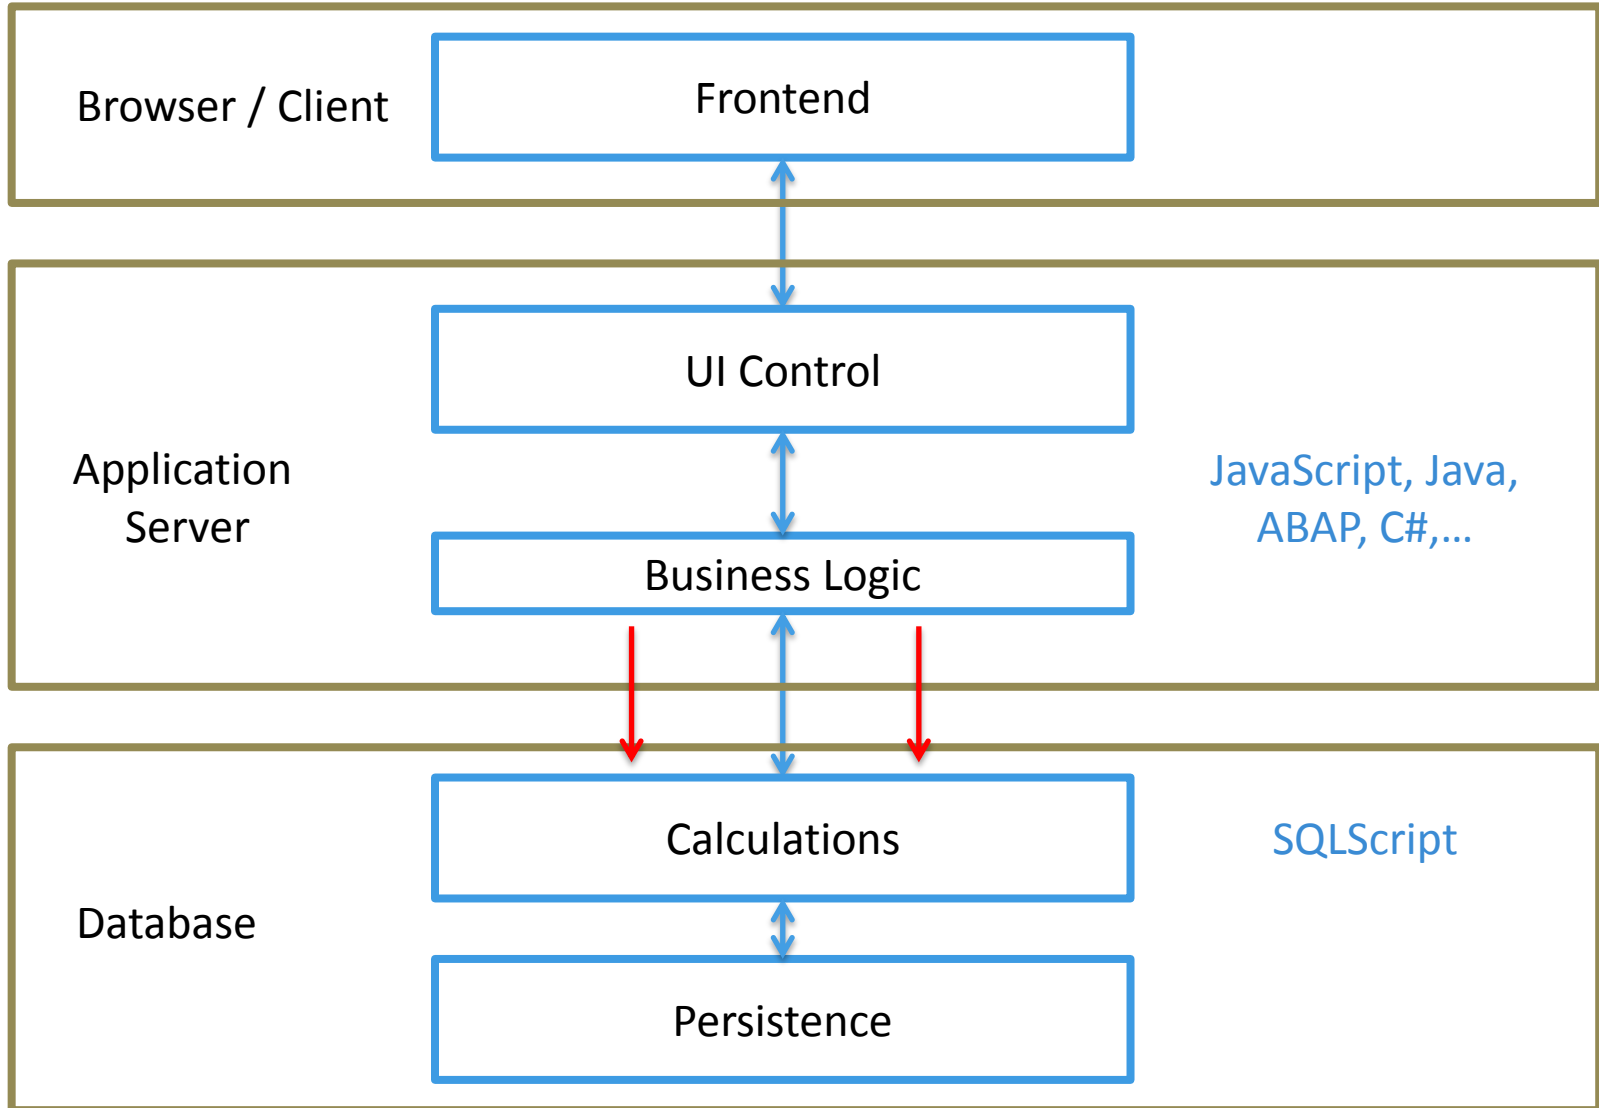 Browser / Client
Frontend
UI Control
Application
Server
JavaScript, Java,
ABAP, C#,...
Business Logic
Calculations
SQLScript
Database
Persistence